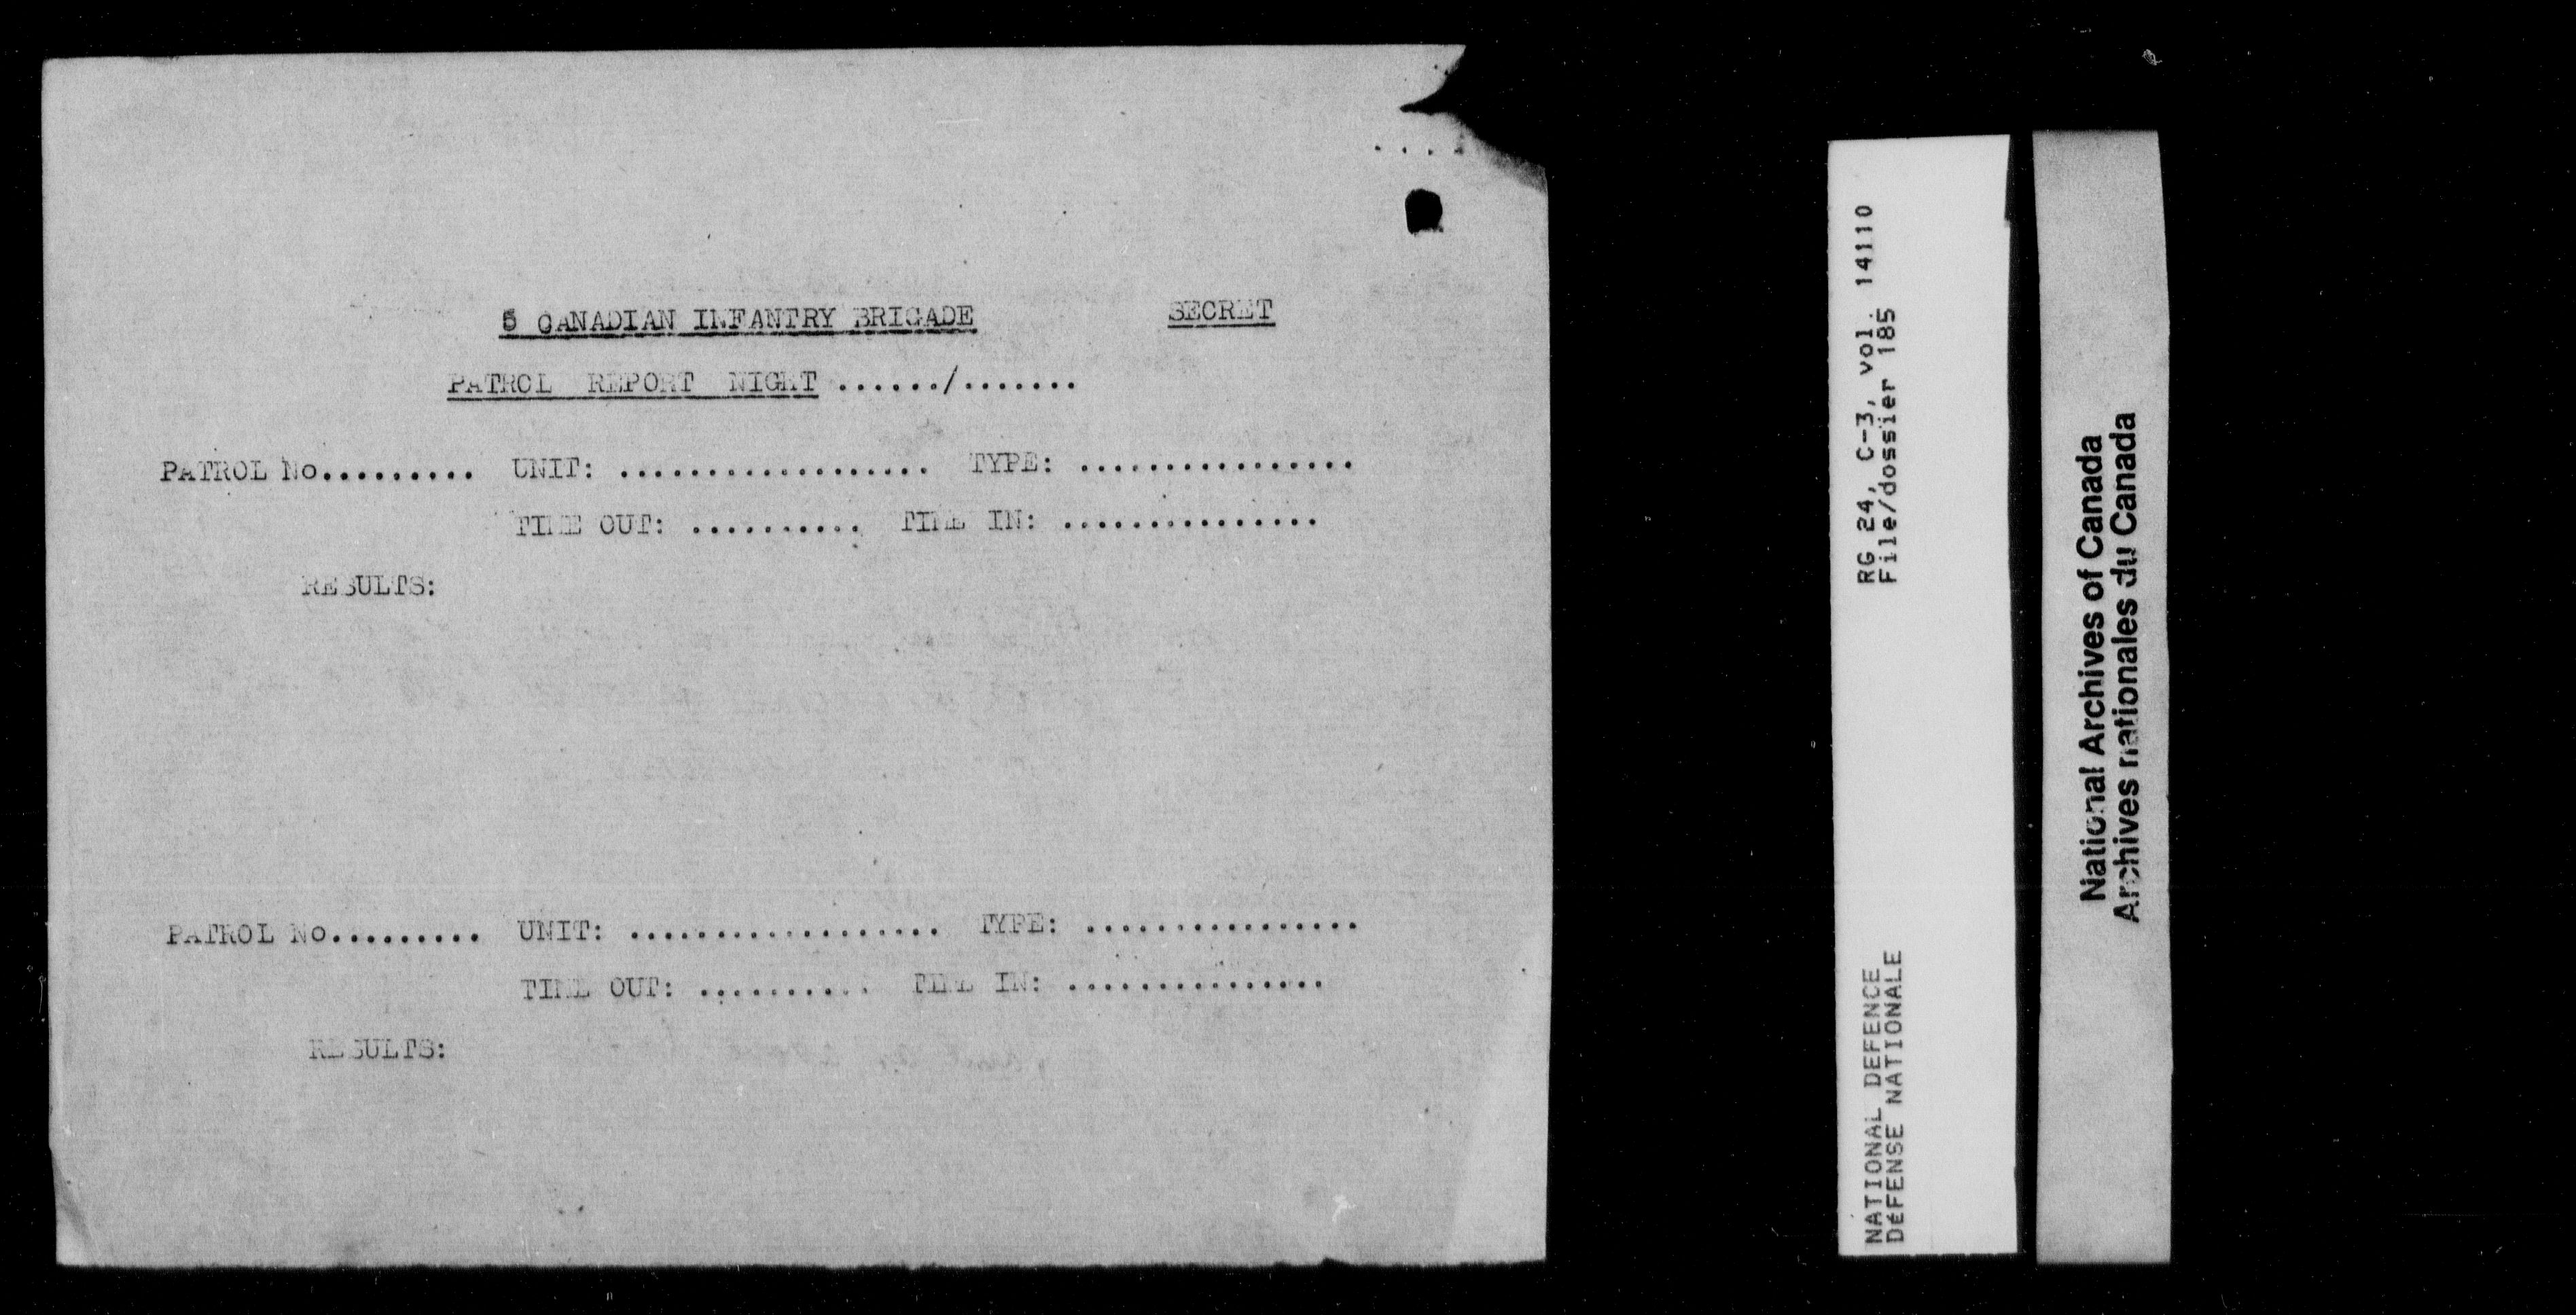 ....
5 CANADIAN INFANTRY BRIGADE SECRET
PATROL REPORT NIGHT ....../.......
PATROL No......... UNIT: .................. TYPE: ................
TIME OUT: .......... TIME IN: ...............
RESULTS:
PATROL No......... UNIT: .................. TYPE: ................
TIME OUT: .......... TIME IN: ...............
RESULTS:
RG 24, C-3, vol. 14110
File/dossier 185
NATIONAL DEFENCE
DÉFENSE NATIONALE
National Archives of Canada
Archives nationales du Canada